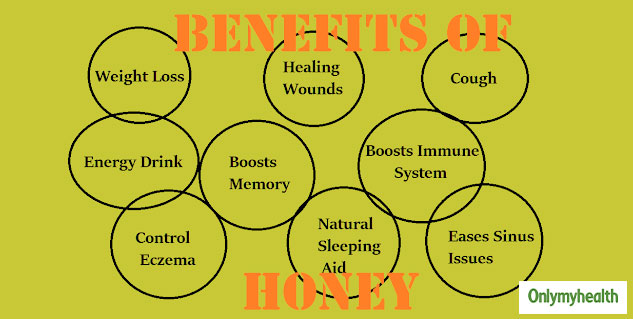 BENEFITS OF
Weight Loss
Healing
Wounds
Cough
Energy Drink
Boosts
Memory
Boosts Immune
System
Control
Eczema
Natural
Sleeping
Aid
Eases Sinus
Issues
HONEY
Onlymyhealth